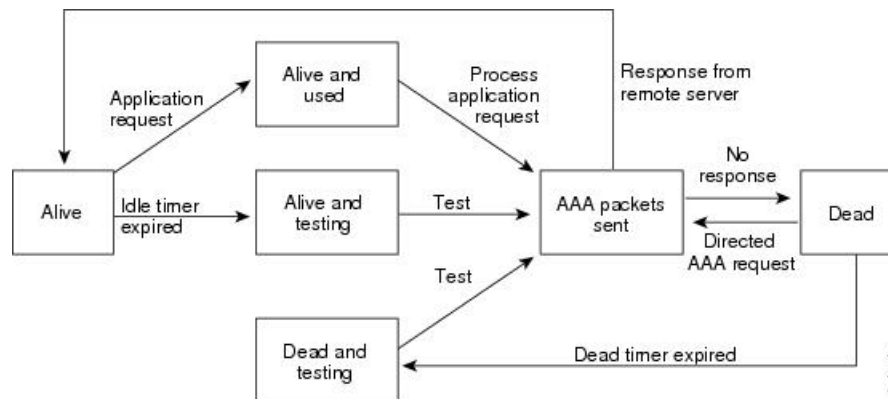 Alive and
used
Application
request
Process
application
request
Response from
remote server
Alive
Idle timer
expired
Alive and
testing
Test
AAA packets
sent
No
response
Directed
AAA request
Dead
Test
Dead and
testing
Dead timer expired